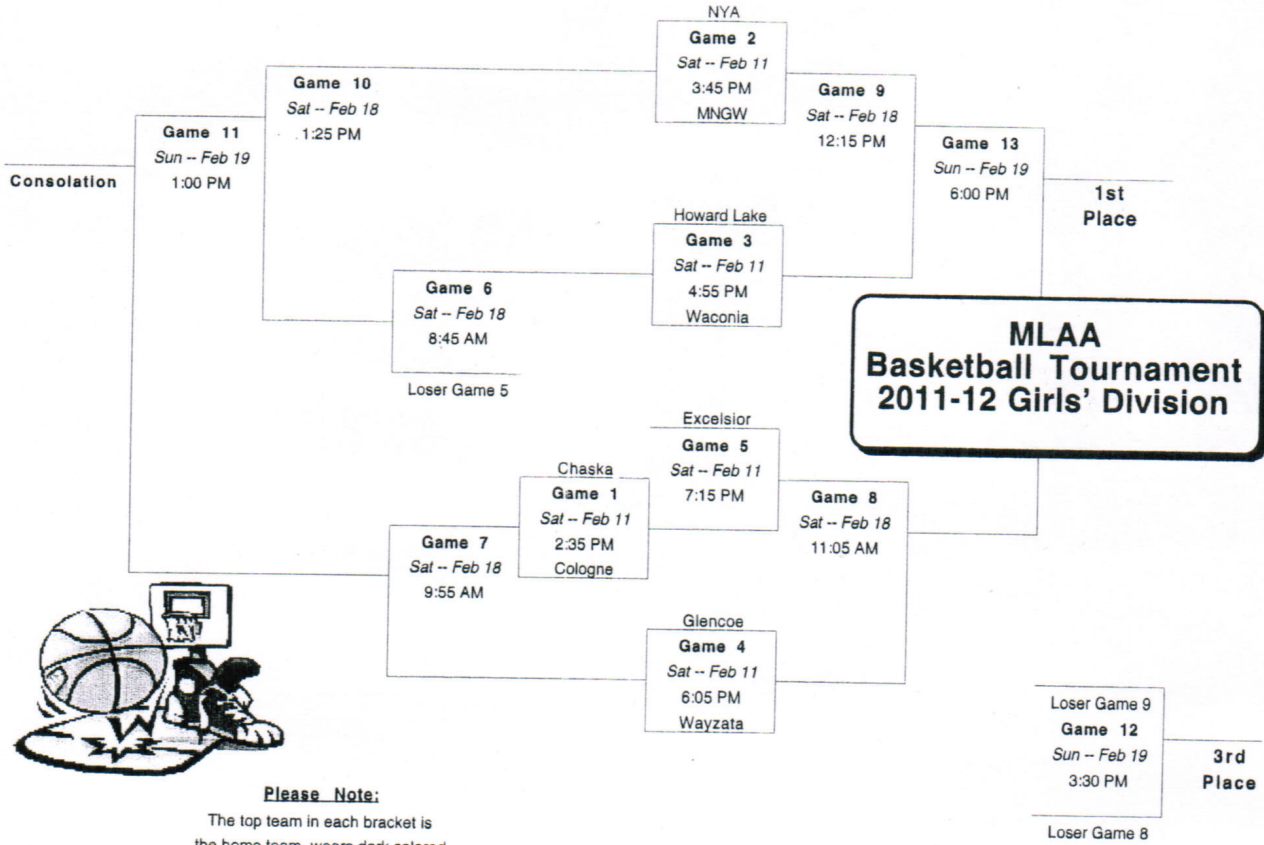 NYA
Game 2
Sat -- Feb 11
3:45 PM
MNGW
Game 10
Sat -- Feb 18
1:25 PM
Game 9
Sat -- Feb 18
12:15 PM
Game 11
Sun -- Feb 19
1:00 PM
Consolation
Game 13
Sun -- Feb 19
6:00 PM
1st
Place
Howard Lake
Game 3
Sat -- Feb 11
4:55 PM
Waconia
Game 6
Sat -- Feb 18
8:45 AM
Loser Game 5
MLAA
Basketball Tournament
2011-12 Girls' Division
Excelsior
Game 5
Sat -- Feb 11
7:15 PM
Chaska
Game 1
Sat -- Feb 11
2:35 PM
Cologne
Game 8
Sat -- Feb 18
11:05 AM
Game 7
Sat -- Feb 18
9:55 AM
Glencoe
Game 4
Sat -- Feb 11
6:05 PM
Wayzata
Loser Game 9
Game 12
Sun -- Feb 19
3:30 PM
Loser Game 8
3rd
Place
Please Note:
The top team in each bracket is
the home team, wears dark colored